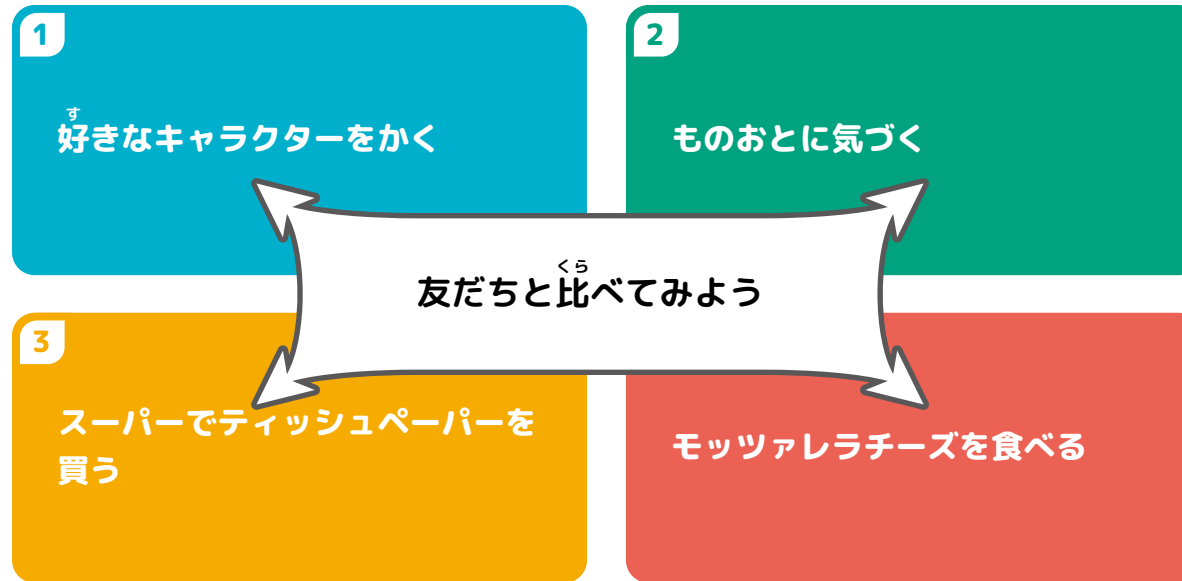 1
好きなキャラクターをかく
す
2
ものおとに気づく
友だちと比べてみよう
くら
3
スーパーでティッシュペーパーを
買う
モッツァレラチーズを食べる